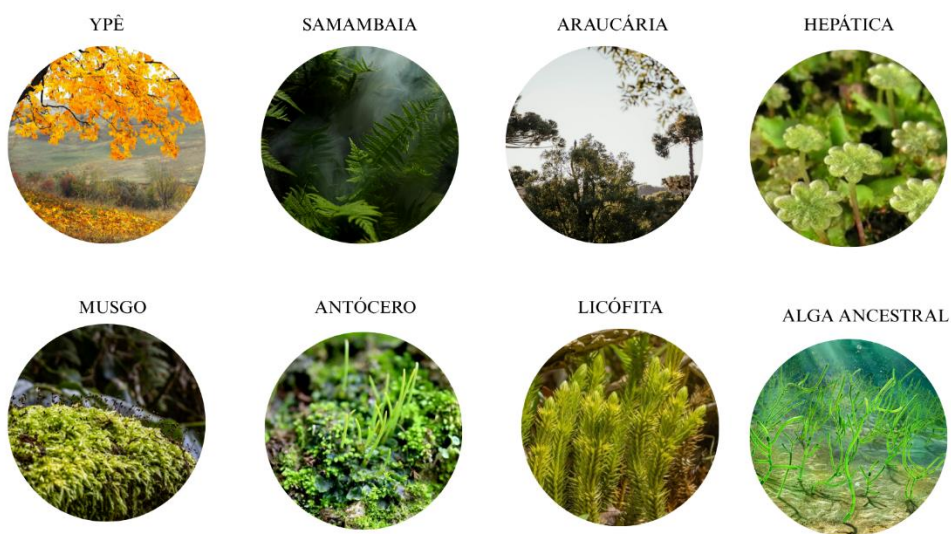 YPÊ
SAMAMBAIA
ARAUCÁRIA
HEPÁTICA
MUSGO
ANTÓCERO
LICÓFITA
ALGA ANCESTRAL